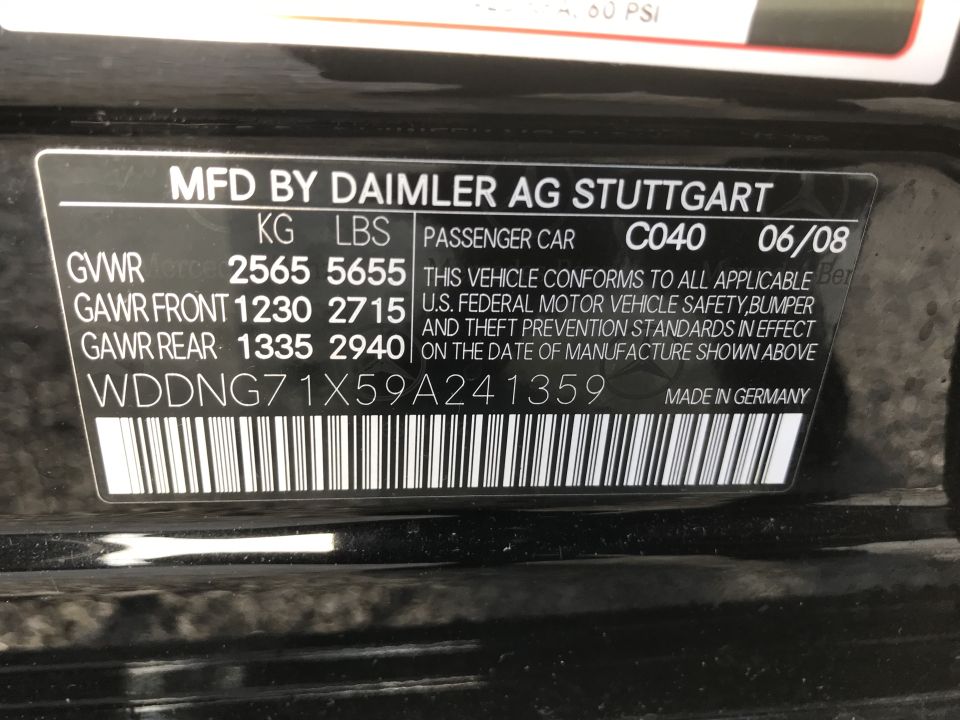 60 PSI
MFD BY DAIMLER AG STUTTGART
KG LBS
GVWR 2565 5655
GAWR FRONT 1230 2715
GAWR REAR 1335 2940
PASSENGER CAR C040 06/08
THIS VEHICLE CONFORMS TO ALL APPLICABLE
U.S. FEDERAL MOTOR VEHICLE SAFETY,BUMPER
AND THEFT PREVENTION STANDARDS IN EFFECT
ON THE DATE OF MANUFACTURE SHOWN ABOVE
WDDNG71X59A241359 MADE IN GERMANY